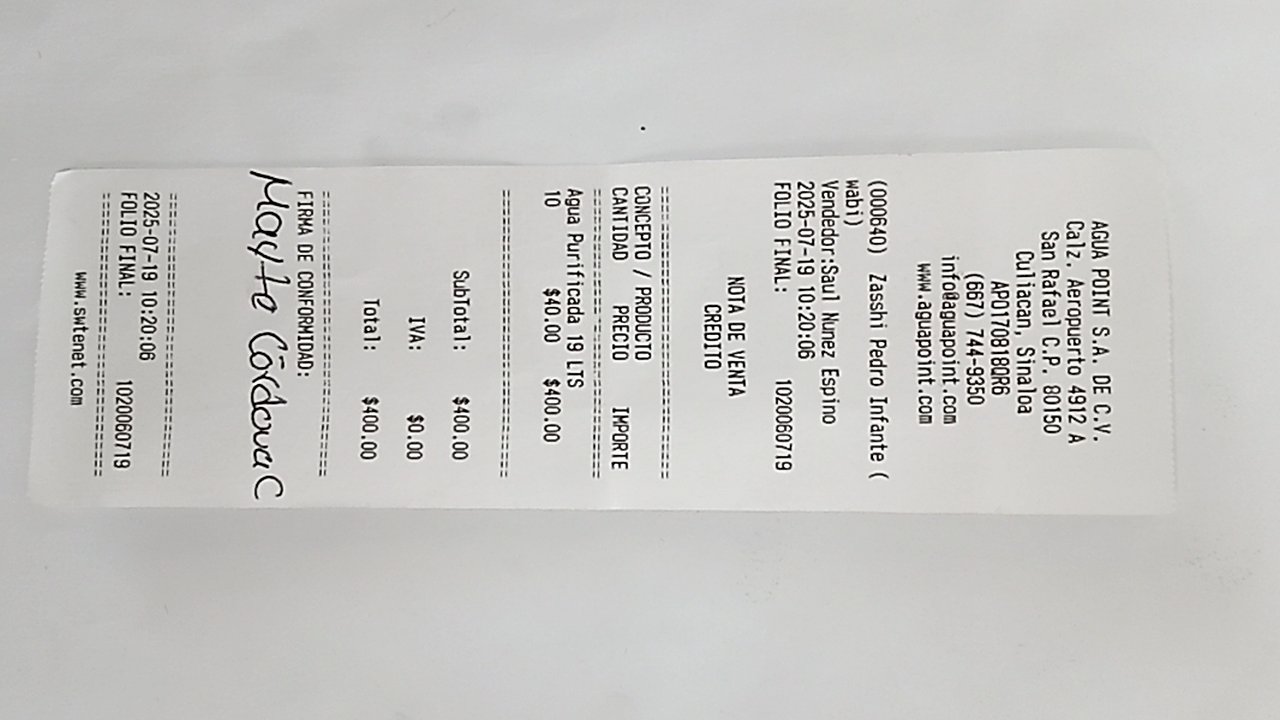 AGUA POINT S.A. DE C.V.
Calz. Aeropuerto 4912 A
San Rafael C.P. 80150
Culiacan, Sinaloa
APO170818QR6
(667) 744-9350
info@aguapoint.com
www.aguapoint.com
(000640) Zasshi Pedro Infante (
wabi)
Vendedor:Saul Nunez Espino
2025-07-19 10:20:06
FOLIO FINAL: 1020060719
NOTA DE VENTA
CREDITO
================================
CONCEPTO / PRODUCTO
CANTIDAD PRECIO IMPORTE
================================
Agua Purificada 19 LTS
10 $40.00 $400.00
================================
SubTotal: $400.00
IVA: $0.00
Total: $400.00
================================
FIRMA DE CONFORMIDAD:
Mayte Córdova C
================================
2025-07-19 10:20:06
FOLIO FINAL: 1020060719
================================
www.swtenet.com